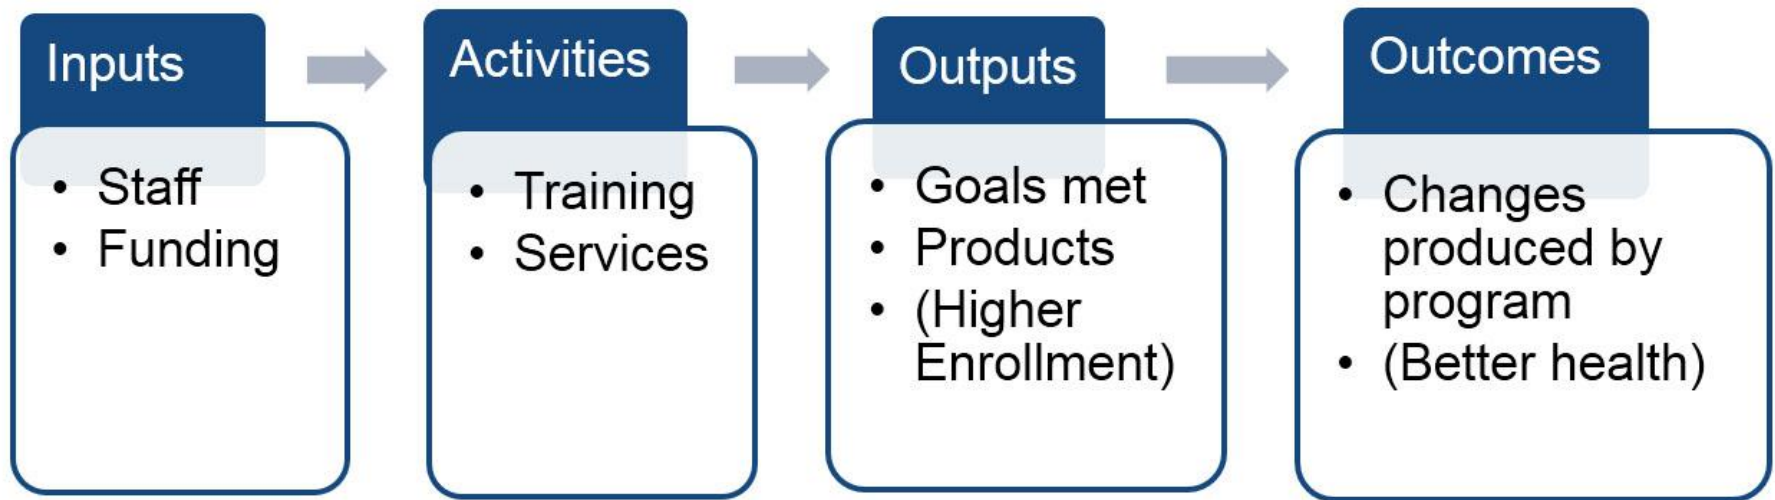 Inputs
• Staff
• Funding
Activities
• Training
• Services
Outputs
• Goals met
• Products
• (Higher
Enrollment)
Outcomes
• Changes
produced by
program
• (Better health)